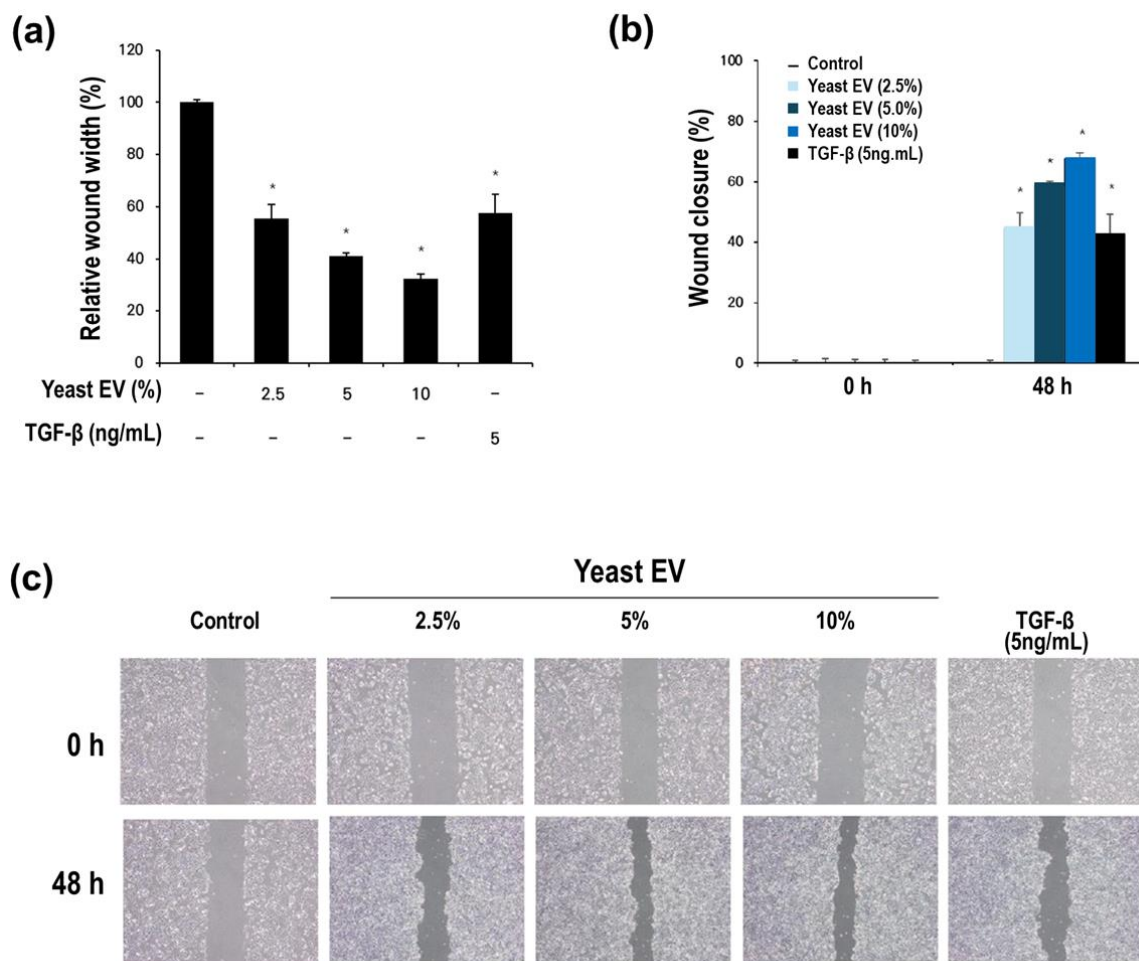 (a)
Relative wound width (%)
120
100
80
60
40
20
0
* * * *
Yeast EV (%) – 2.5 5 10 –
TGF-β (ng/mL) – – – – 5
(b)
Wound closure (%)
100
80
60
40
20
0
Control
Yeast EV (2.5%)
Yeast EV (5.0%)
Yeast EV (10%)
TGF-β (5ng.mL)
* * * *
0 h 48 h
(c)
Yeast EV
Control 2.5% 5% 10% TGF-β
(5ng/mL)
0 h
48 h